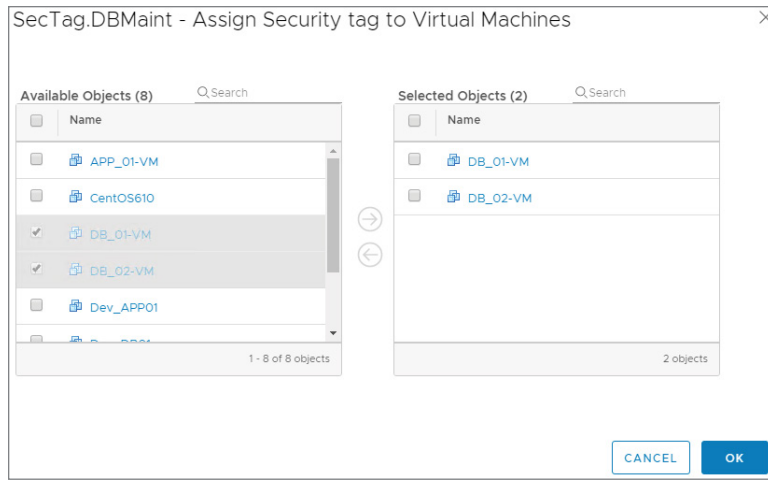 SecTag.DBMaint - Assign Security tag to Virtual Machines
Available Objects (8)
Search
Name
APP_01-VM
CentOS610
DB_01-VM
DB_02-VM
Dev_APP01
1 - 8 of 8 objects
Selected Objects (2)
Search
Name
DB_01-VM
DB_02-VM
2 objects
CANCEL
OK